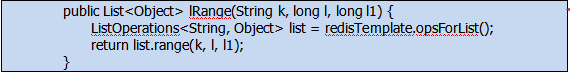 public List<Object> lRange(String k, long l, long l1) {
ListOperations<String, Object> list = redisTemplate.opsForList();
return list.range(k, l, l1);
}